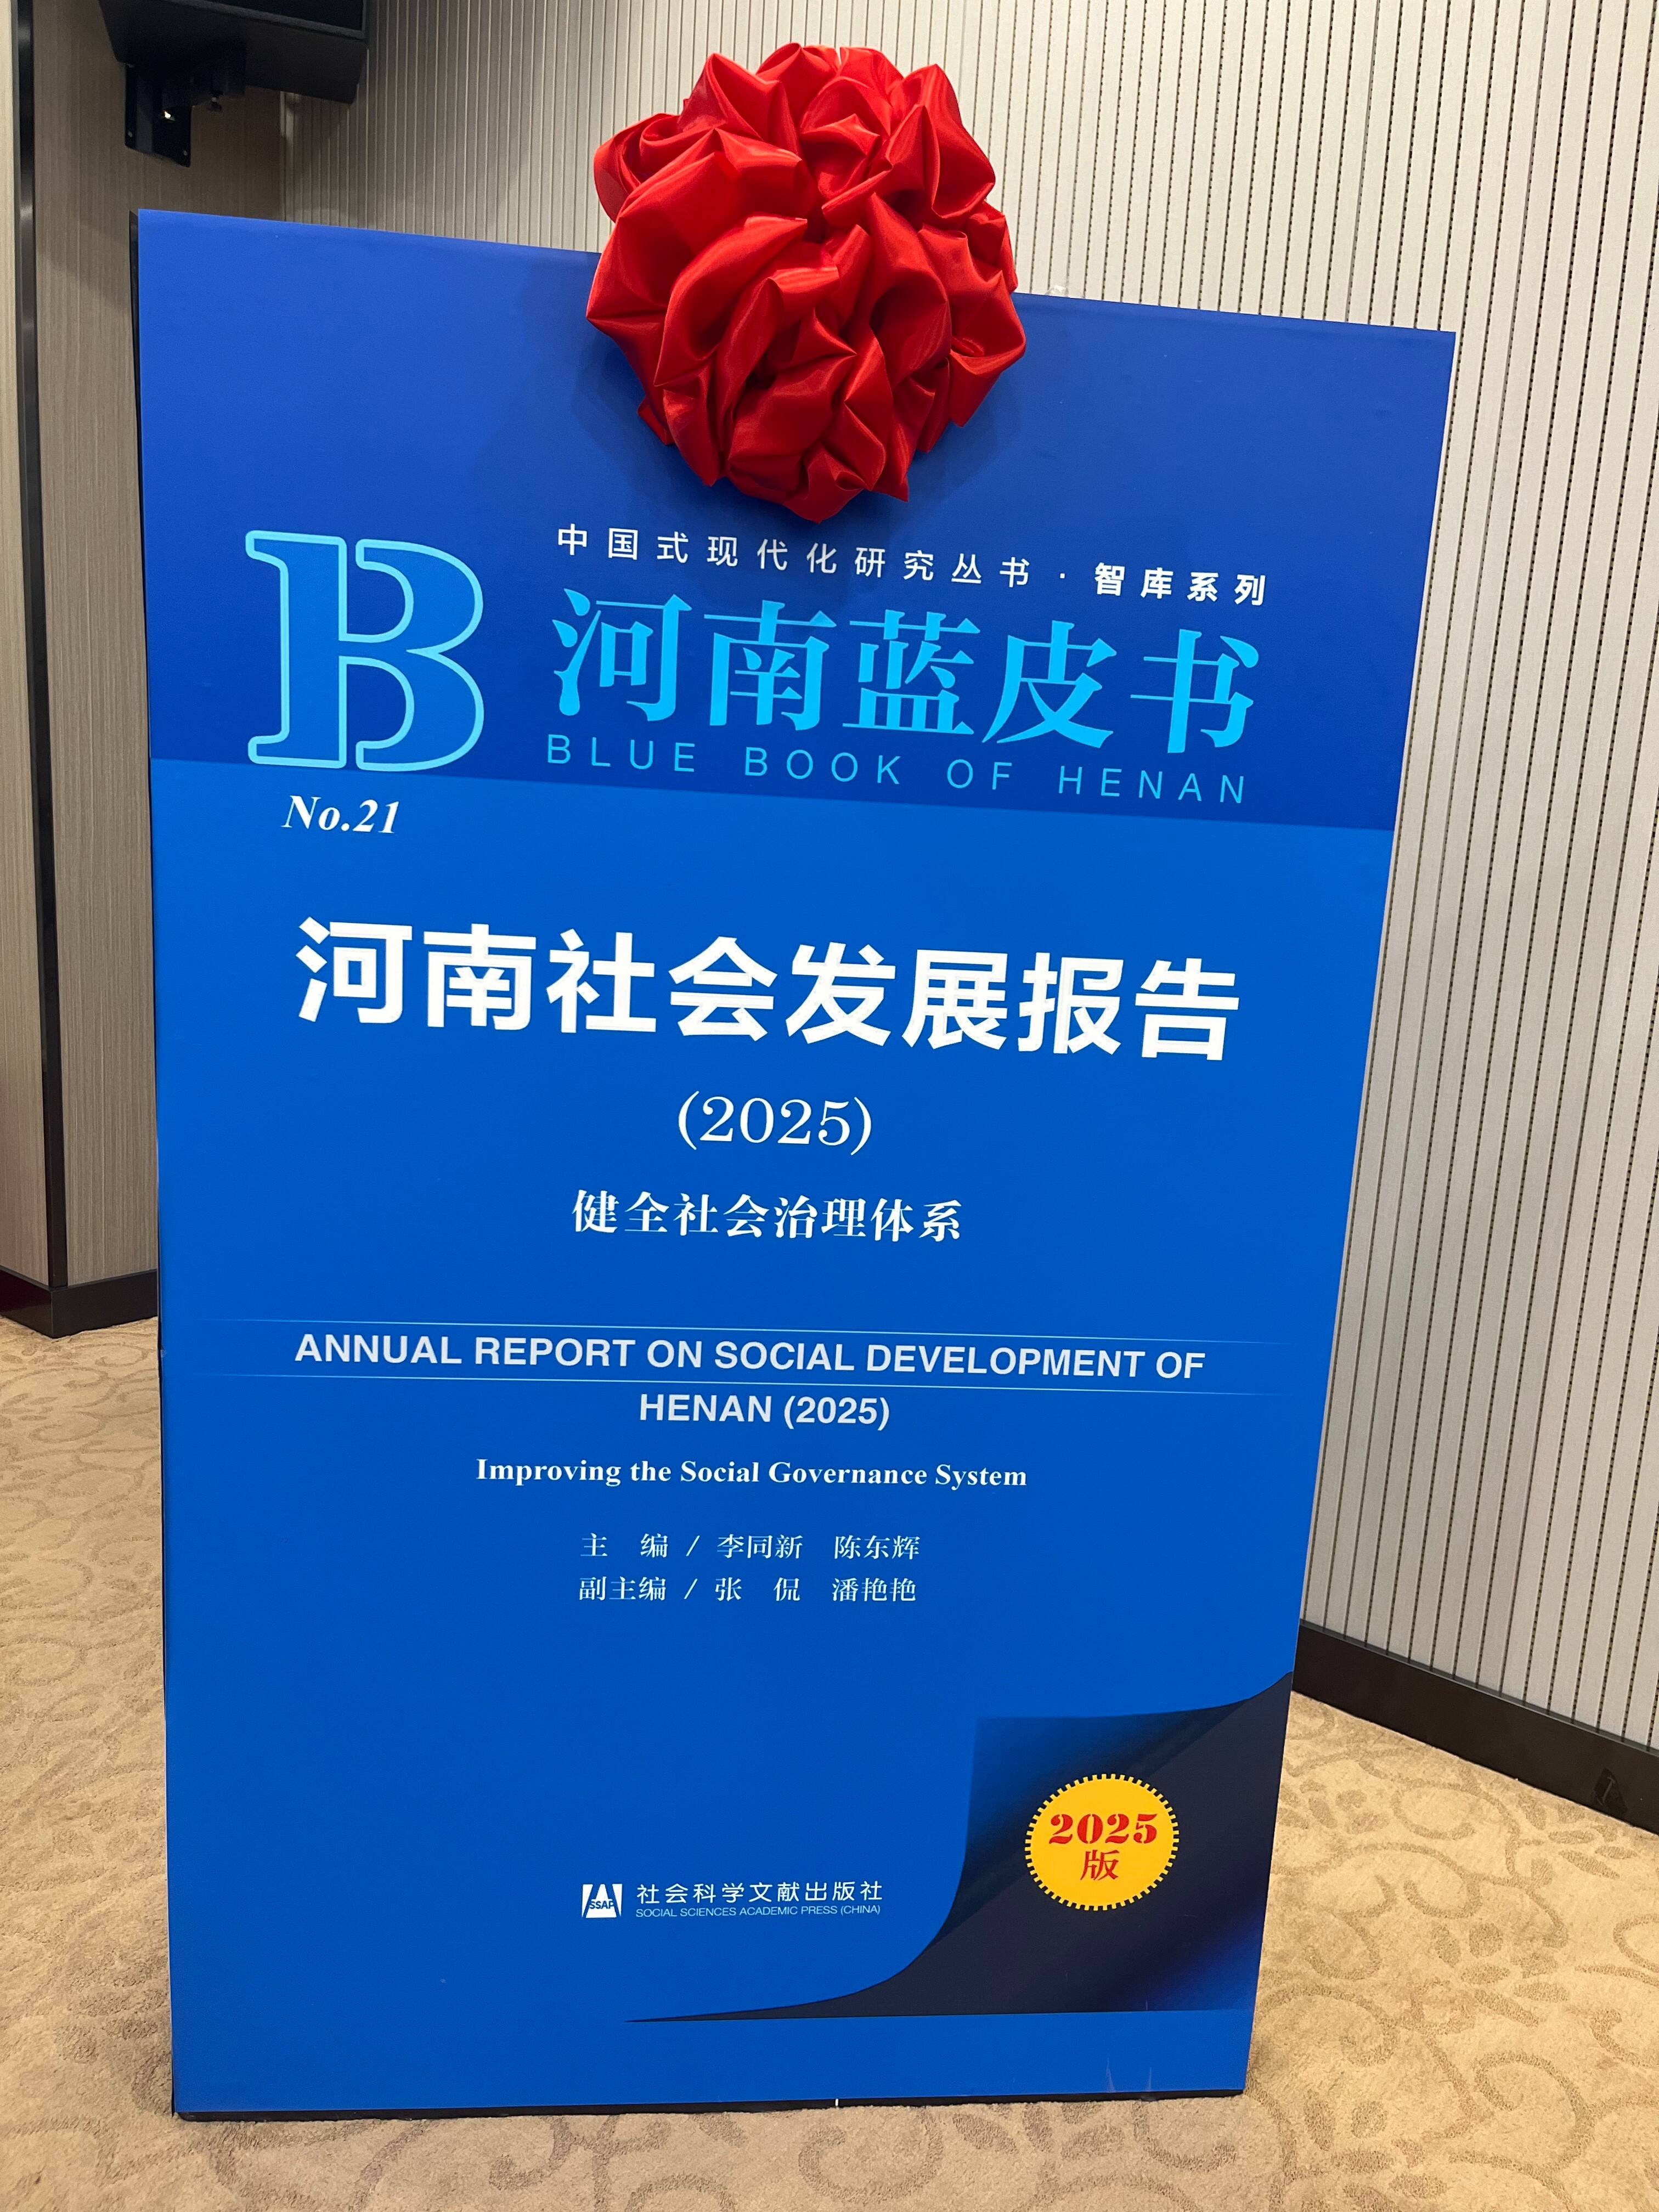 中国式现代化研究丛书·智库系列
B
河南蓝皮书
BLUE BOOK OF HENAN
No.21
河南社会发展报告
(2025)
健全社会治理体系
ANNUAL REPORT ON SOCIAL DEVELOPMENT OF
HENAN (2025)
Improving the Social Governance System
主 编 / 李同新 陈东辉
副主编 / 张 侃 潘艳艳
2025
版
SSAP
社会科学文献出版社
SOCIAL SCIENCES ACADEMIC PRESS (CHINA)